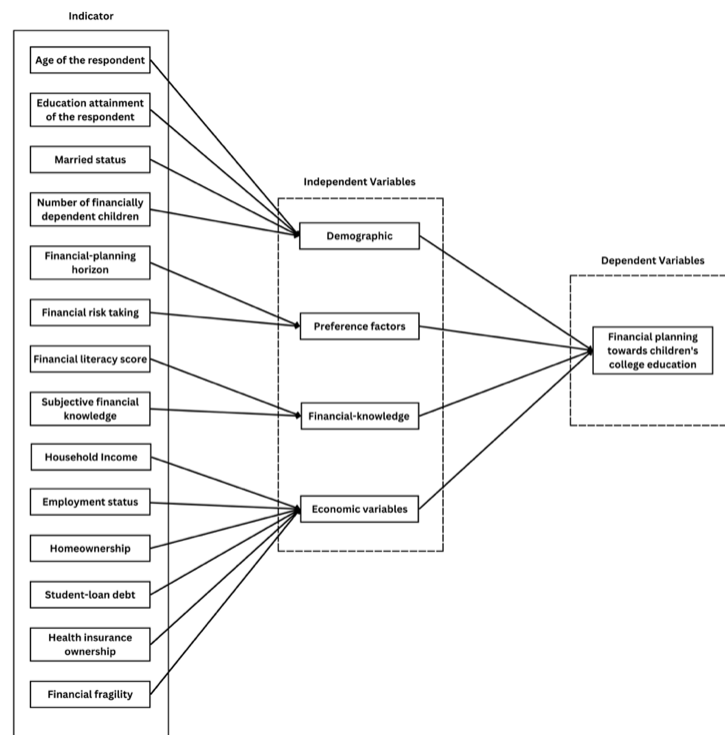 Indicator
Age of the respondent
Education attainment
of the respondent
Married status
Number of financially
dependent children
Financial-planning
horizon
Financial risk taking
Financial literacy score
Subjective financial
knowledge
Household Income
Employment status
Homeownership
Student-loan debt
Health insurance
ownership
Financial fragility
Independent Variables
Demographic
Preference factors
Financial-knowledge
Economic variables
Dependent Variables
Financial planning
towards children's
college education